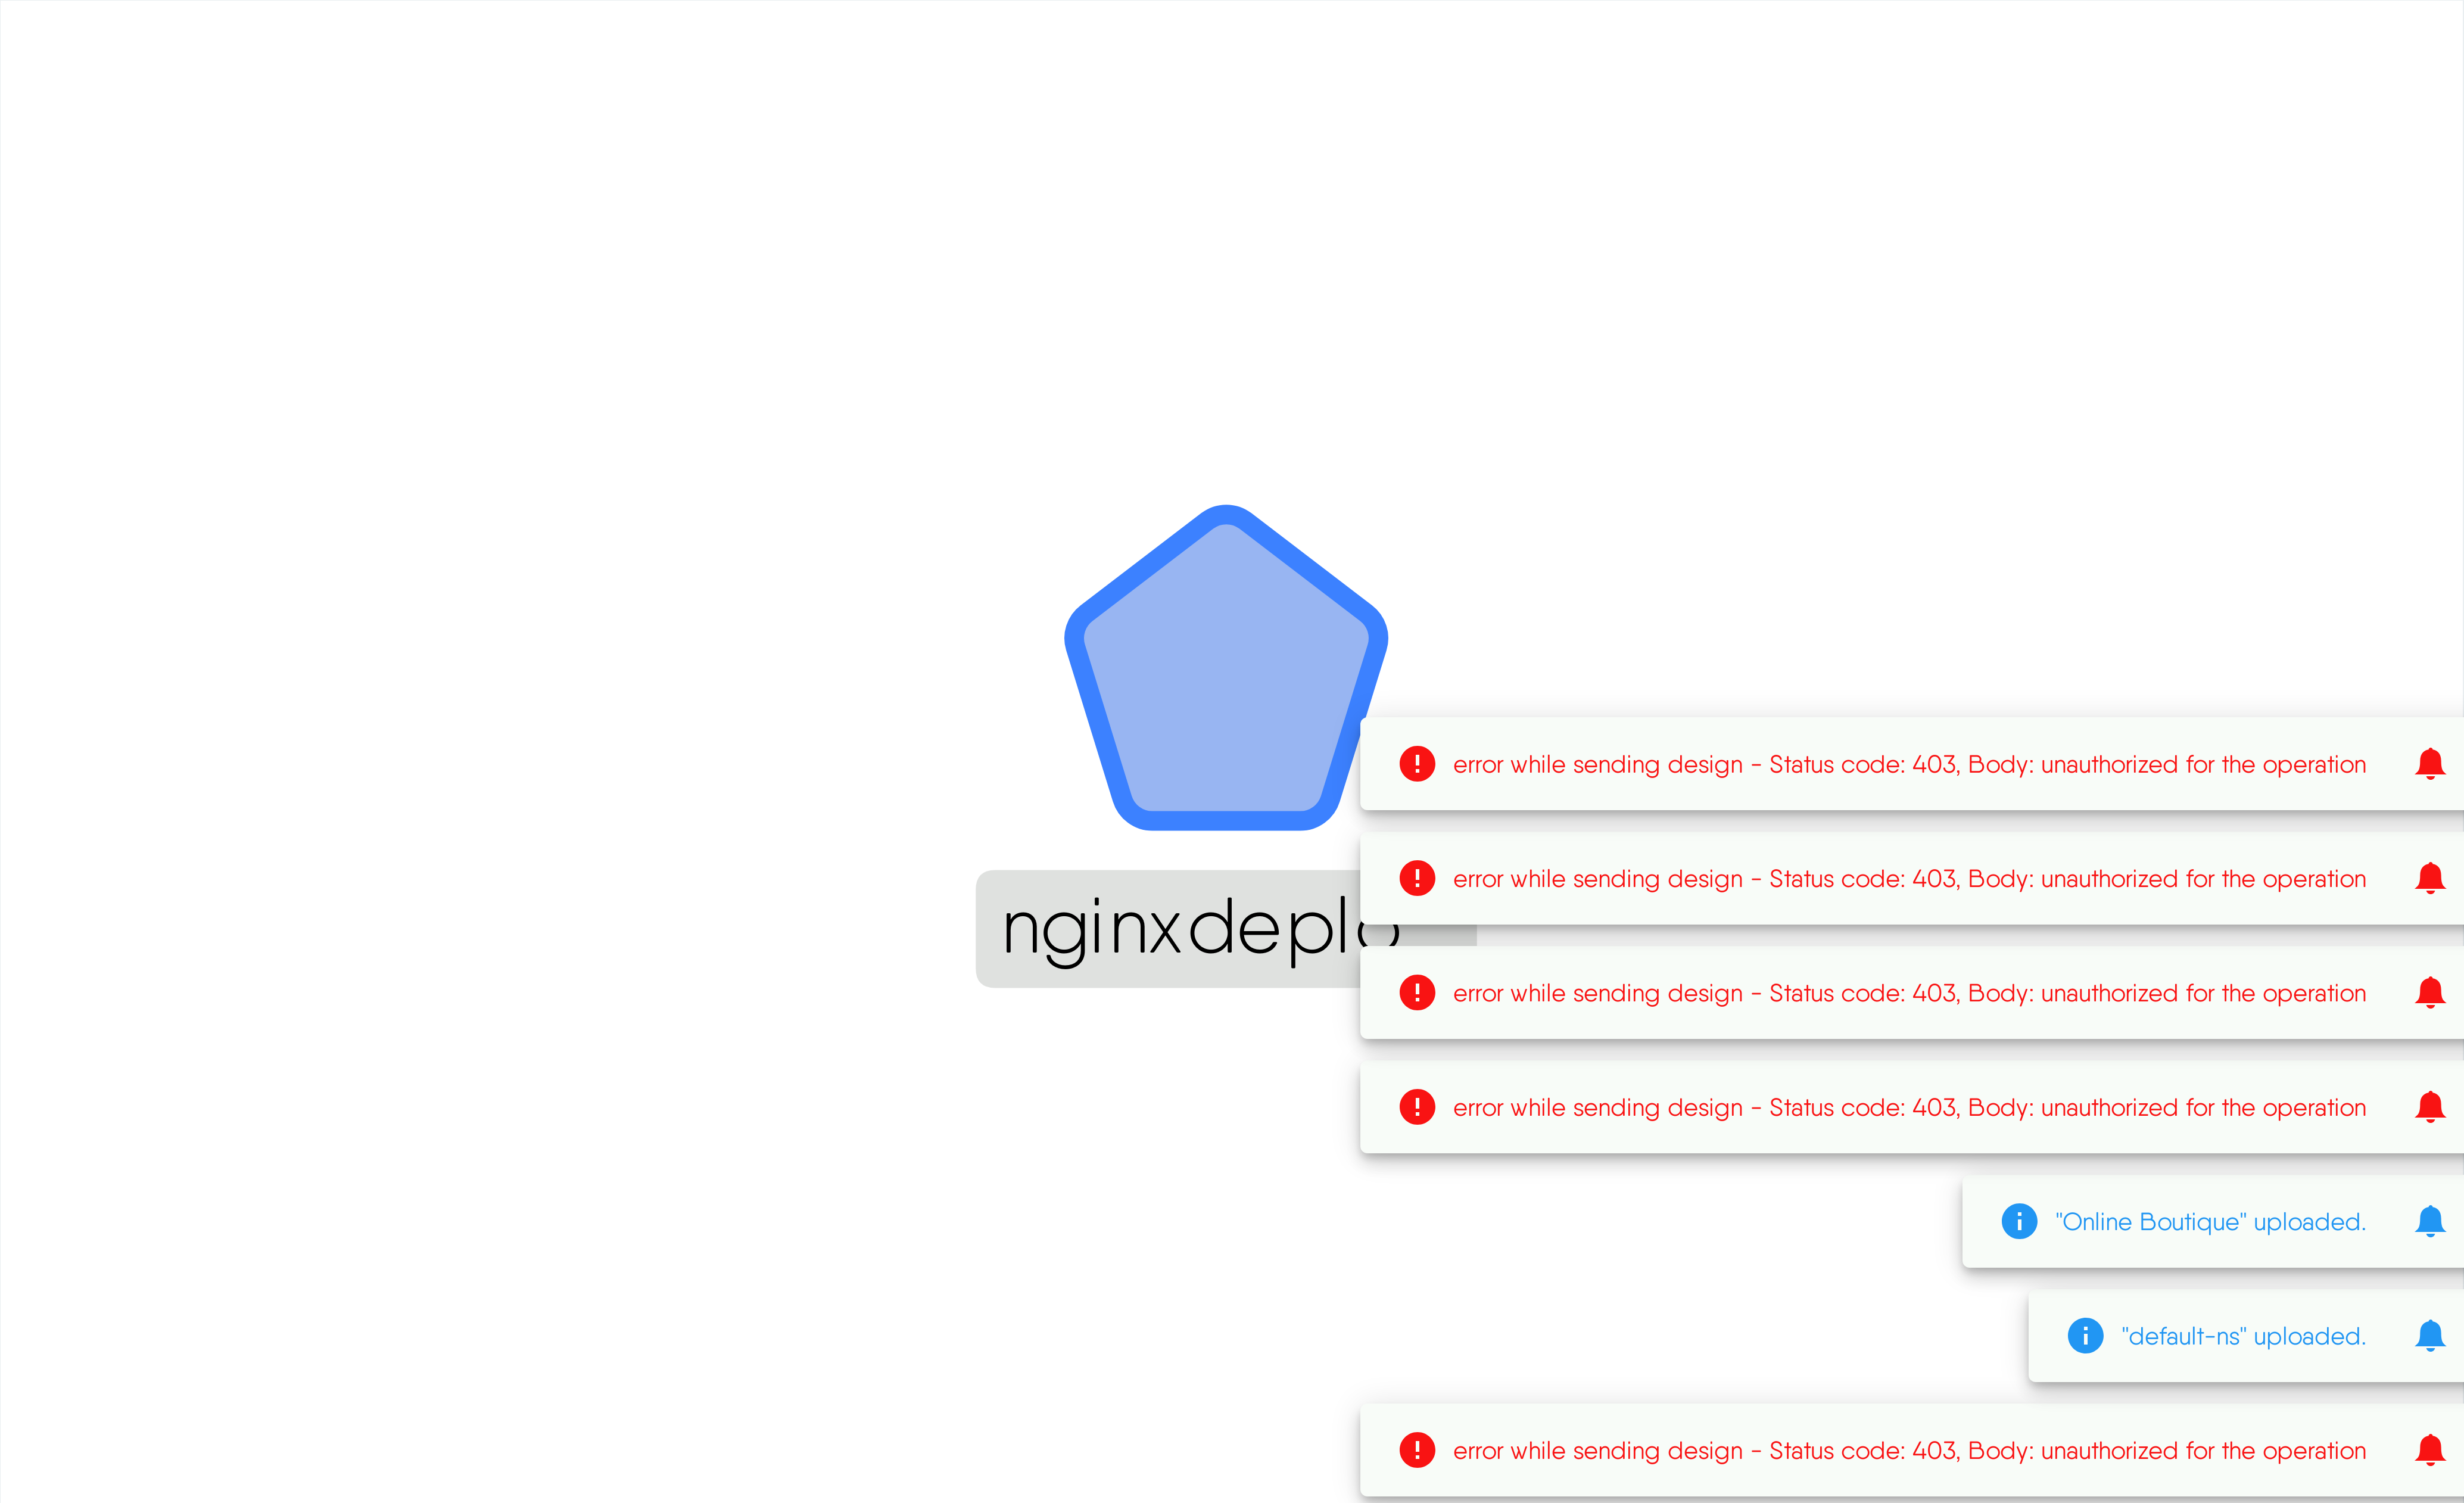 error while sending design - Status code: 403, Body: unauthorized for the operation
error while sending design - Status code: 403, Body: unauthorized for the operation
nginxdeplo
error while sending design - Status code: 403, Body: unauthorized for the operation
error while sending design - Status code: 403, Body: unauthorized for the operation
"Online Boutique" uploaded.
"default-ns" uploaded.
error while sending design - Status code: 403, Body: unauthorized for the operation